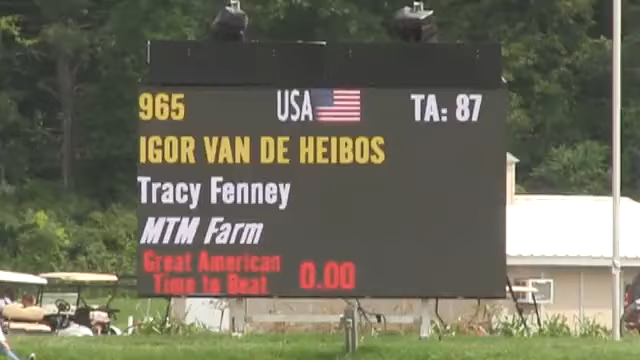 965 USA TA: 87
IGOR VAN DE HEIBOS
Tracy Fenney
MTM Farm
Great American
Time to Beat 0.00